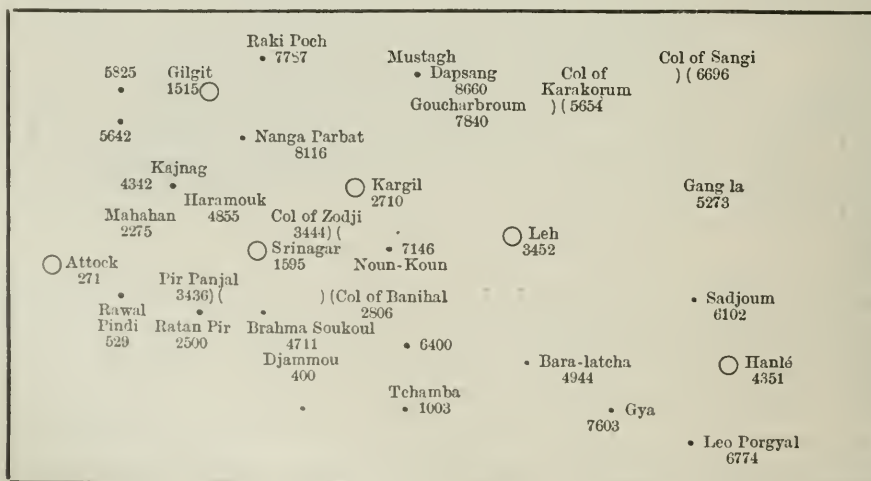 Raki Poch
7787
Mustagh
Dapsang
8660
Goucharbroum
7840
Col of
Karakorum
) ( 5654
Col of Sangi
) ( 6696
5825
Gilgit
1515
5642
Nanga Parbat
8116
Kajnag
4342
Haramouk
4855
Mahahan
2275
Kargil
2710
Gang la
5273
Col of Zodji
3444) (
Srinagar
1595
7146
Noun-Koun
Leh
3452
Attock
271
Pir Panjal
3436) (
) (Col of Banihal
2806
Sadjoum
6102
Rawal
Pindi
529
Ratan Pir
2500
Brahma Soukoul
4711
Djammou
400
6400
Bara-latcha
4944
Hanlé
4351
Tchamba
1003
Gya
7603
Leo Porgyal
6774